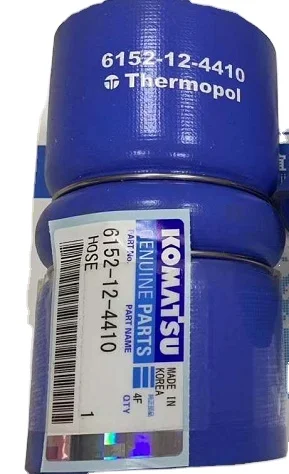 6152-12-4410
Thermopol
KOMATSU
GENUINE PARTS
MADE IN
KOREA
PART No.
PART NAME
4F
QTY
6152-12-4410
HOSE
1